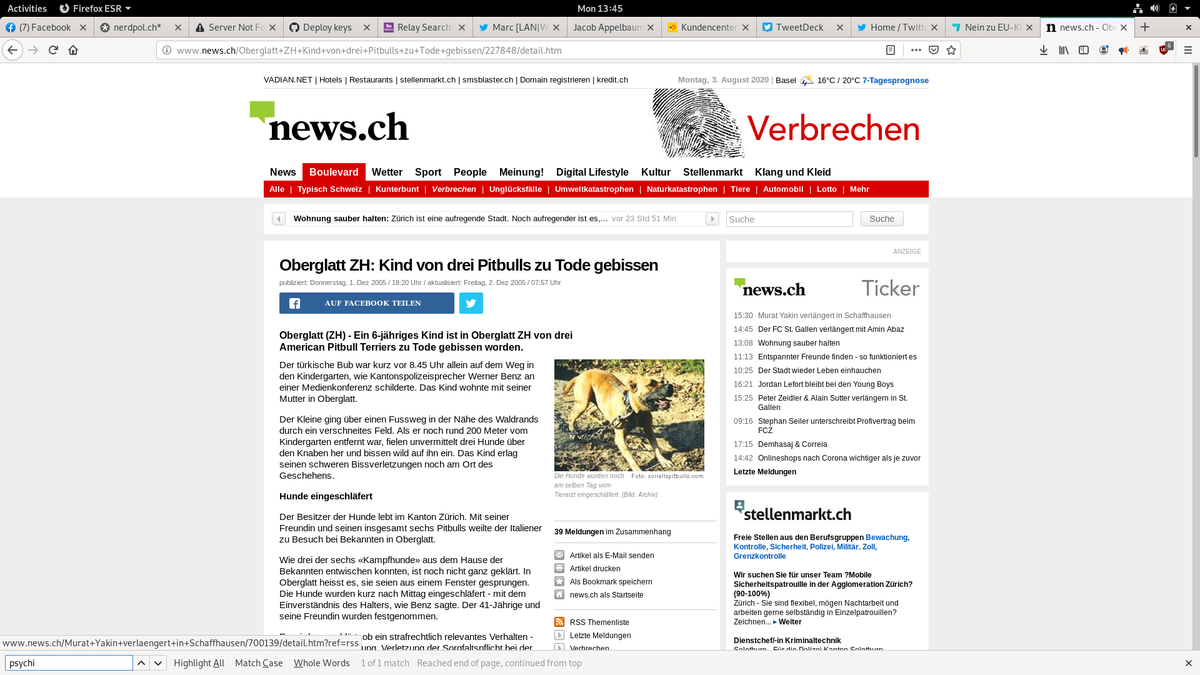 Activities Firefox ESR Mon 13:45
(7) Facebook nerdpol.ch* Server Not Fo Deploy keys Relay Search: Marc [LAN]W Jacob Appelbaum Kundencenter TweetDeck Home / Twitte Nein zu EU-Kl news.ch - Obe
www.news.ch/Oberglatt+ZH+Kind+von+drei+Pitbulls+zu+Tode+gebissen/227848/detail.htm
6
VADIAN.NET | Hotels | Restaurants | stellenmarkt.ch | smsblaster.ch | Domain registrieren | kredit.ch
Montag, 3. August 2020 | Basel 16°C / 20°C 7-Tagesprognose
news.ch
Verbrechen
News Boulevard Wetter Sport People Meinung! Digital Lifestyle Kultur Stellenmarkt Klang und Kleid
Alle | Typisch Schweiz | Kunterbunt | Verbrechen | Unglücksfälle | Umweltkatastrophen | Naturkatastrophen | Tiere | Automobil | Lotto | Mehr
Wohnung sauber halten: Zürich ist eine aufregende Stadt. Noch aufregender ist es,... vor 23 Std 51 Min
Suche Suche
Oberglatt ZH: Kind von drei Pitbulls zu Tode gebissen
publiziert: Donnerstag, 1. Dez 2005 / 18:20 Uhr / aktualisiert: Freitag, 2. Dez 2005 / 07:57 Uhr
AUF FACEBOOK TEILEN
Oberglatt (ZH) - Ein 6-jähriges Kind ist in Oberglatt ZH von drei
American Pitbull Terriers zu Tode gebissen worden.
Der türkische Bub war kurz vor 8.45 Uhr allein auf dem Weg in
den Kindergarten, wie Kantonspolizeisprecher Werner Benz an
einer Medienkonferenz schilderte. Das Kind wohnte mit seiner
Mutter in Oberglatt.
Der Kleine ging über einen Fussweg in der Nähe des Waldrands
durch ein verschneites Feld. Als er noch rund 200 Meter vom
Kindergarten entfernt war, fielen unvermittelt drei Hunde über
den Knaben her und bissen wild auf ihn ein. Das Kind erlag
seinen schweren Bissverletzungen noch am Ort des
Geschehens.
Hunde eingeschläfert
Der Besitzer der Hunde lebt im Kanton Zürich. Mit seiner
Freundin und seinen insgesamt sechs Pitbulls weilte der Italiener
zu Besuch bei Bekannten in Oberglatt.
Wie drei der sechs «Kampfhunde» aus dem Hause der
Bekannten entwischen konnten, ist noch nicht ganz geklärt. In
Oberglatt heisst es, sie seien aus einem Fenster gesprungen.
Die Hunde wurden kurz nach Mittag eingeschläfert - mit dem
Einverständnis des Halters, wie Benz sagte. Der 41-Jährige und
seine Freundin wurden festgenommen.
ob ein strafrechtlich relevantes Verhalten -
Verletzung der Sorgfaltspflicht bei der
Die Hunde wurden noch
am selben Tag vom
Tierarzt eingeschläfert. (Bild: Archiv)
Foto: zorrellspitbulls.com
39 Meldungen im Zusammenhang
Artikel als E-Mail senden
Artikel drucken
Als Bookmark speichern
news.ch als Startseite
RSS Themenliste
Letzte Meldungen
Verbrechen
ANZEIGE
news.ch Ticker
15:30 Murat Yakin verlängert in Schaffhausen
14:45 Der FC St. Gallen verlängert mit Amin Abaz
13:08 Wohnung sauber halten
11:13 Entspannter Freunde finden - so funktioniert es
10:25 Der Stadt wieder Leben einhauchen
16:21 Jordan Lefort bleibt bei den Young Boys
15:25 Peter Zeidler & Alain Sutter verlängern in St.
Gallen
09:16 Stephan Seiler unterschreibt Profivertrag beim
FCZ
17:15 Demhasaj & Correia
14:42 Onlineshops nach Corona wichtiger als je zuvor
Letzte Meldungen
stellenmarkt.ch
Freie Stellen aus den Berufsgruppen Bewachung,
Kontrolle, Sicherheit, Polizei, Militär, Zoll,
Grenzkontrolle
Wir suchen Sie für unser Team ?Mobile
Sicherheitspatrouille in der Agglomeration Zürich?
(90-100%)
Zürich - Sie sind flexibel, mögen Nachtarbeit und
arbeiten gerne selbständig in Einzelpatrouillen?
Zeichnen... ▸ Weiter
Dienstchef/-in Kriminaltechnik
Solothurn - Für die Polizei Kanton Solothurn
www.news.ch/Murat+Yakin+verlaengert+in+Schaffhausen/700139/detail.htm?ref=rss
psychi Highlight All Match Case Whole Words 1 of 1 match Reached end of page, continued from top